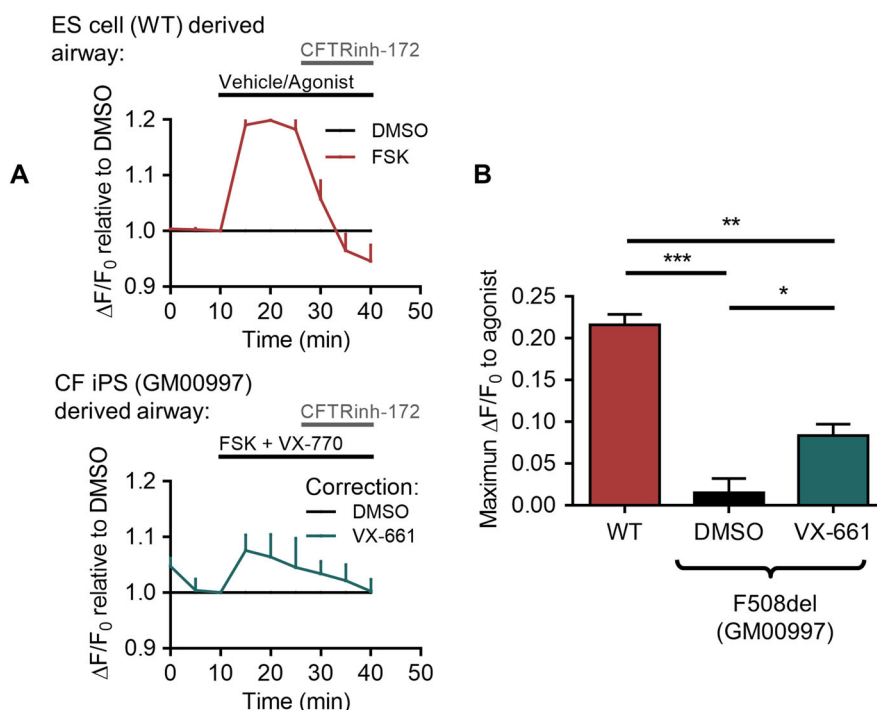 ES cell (WT) derived
airway:
CFTRinh-172
Vehicle/Agonist
A
ΔF/F0 relative to DMSO
1.2
1.1
1.0
0.9
DMSO
FSK
0 10 20 30 40 50
Time (min)
CF iPS (GM00997)
derived airway:
CFTRinh-172
FSK + VX-770
ΔF/F0 relative to DMSO
1.2
1.1
1.0
0.9
Correction:
DMSO
VX-661
0 10 20 30 40 50
Time (min)
B
**
***
*
Maximun ΔF/F0 to agonist
0.25
0.20
0.15
0.10
0.05
0.00
WT DMSO VX-661
F508del
(GM00997)